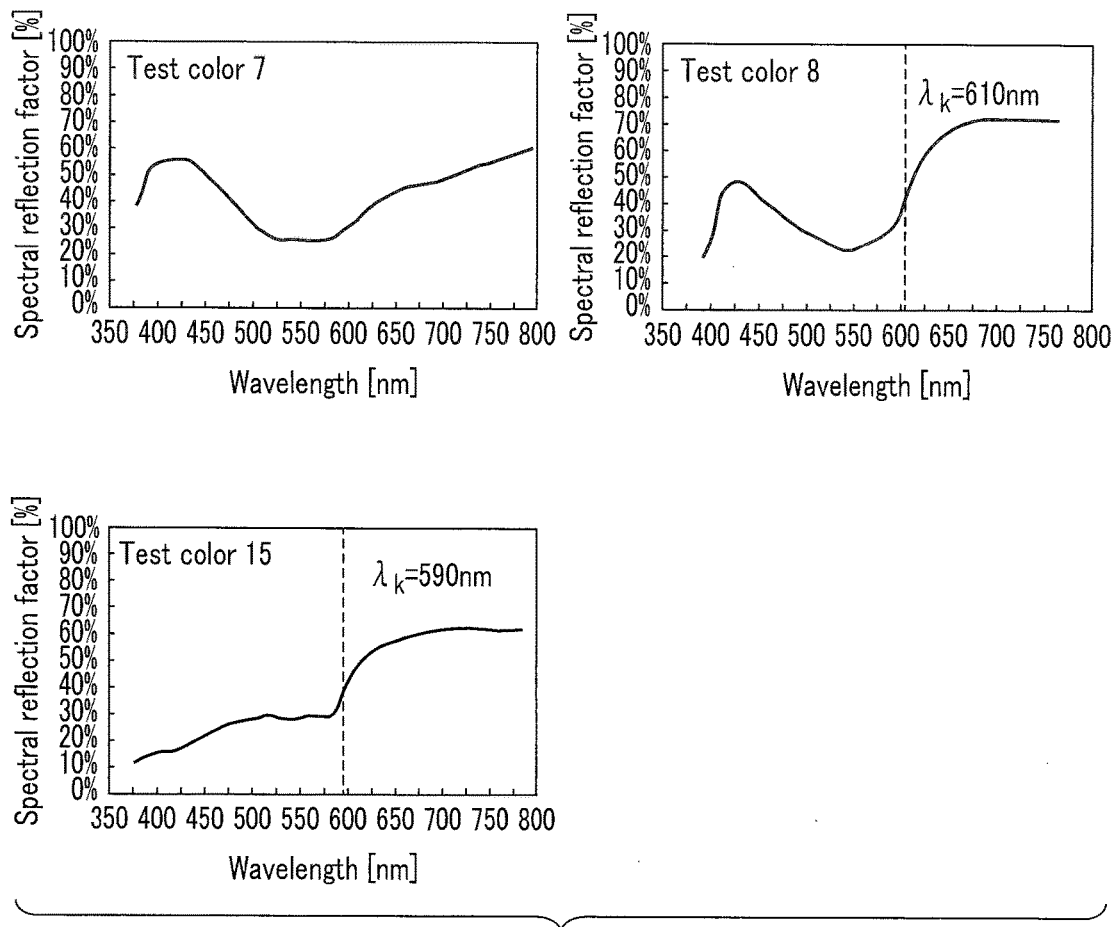 Spectral reflection factor [%]
100%
90%
80%
70%
60%
50%
40%
30%
20%
10%
0%
Test color 7
350 400 450 500 550 600 650 700 750 800
Wavelength [nm]
Spectral reflection factor [%]
100%
90%
80%
70%
60%
50%
40%
30%
20%
10%
0%
Test color 8
λk=610nm
350 400 450 500 550 600 650 700 750 800
Wavelength [nm]
Spectral reflection factor [%]
100%
90%
80%
70%
60%
50%
40%
30%
20%
10%
0%
Test color 15
λk=590nm
350 400 450 500 550 600 650 700 750 800
Wavelength [nm]